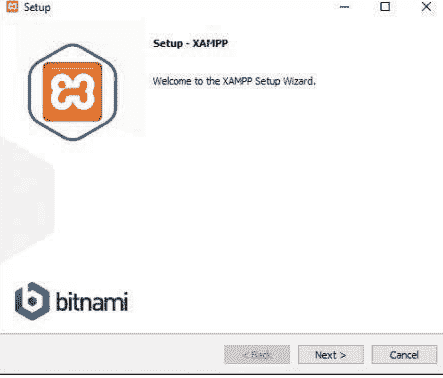 Setup
Setup - XAMPP
Welcome to the XAMPP Setup Wizard.
bitnami
< Back
Next >
Cancel